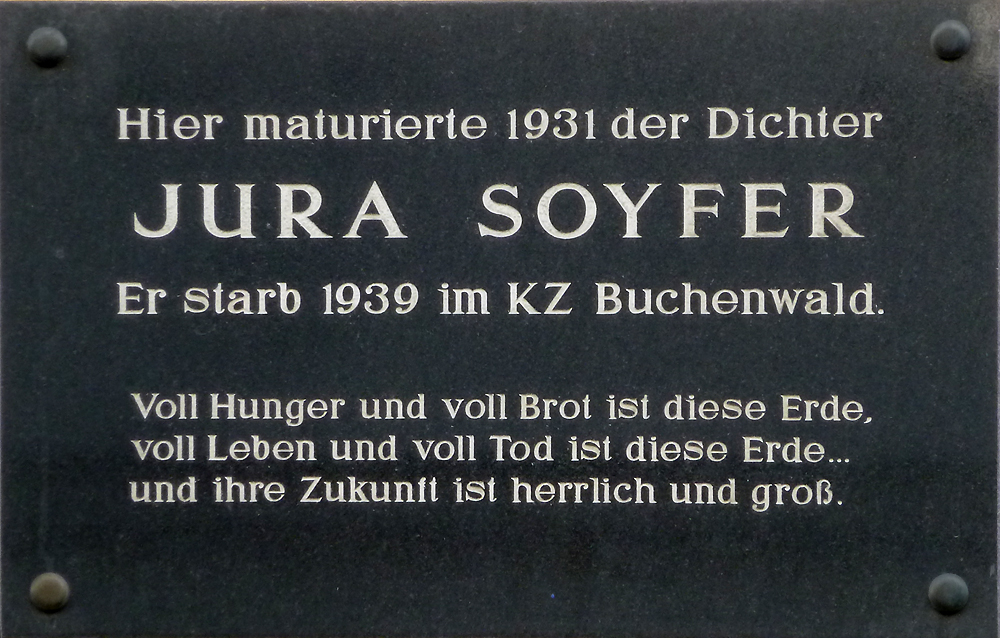 Hier maturierte 1931 der Dichter
JURA SOYFER
Er starb 1939 im KZ Buchenwald.
Voll Hunger und voll Brot ist diese Erde,
voll Leben und voll Tod ist diese Erde...
und ihre Zukunft ist herrlich und groß.